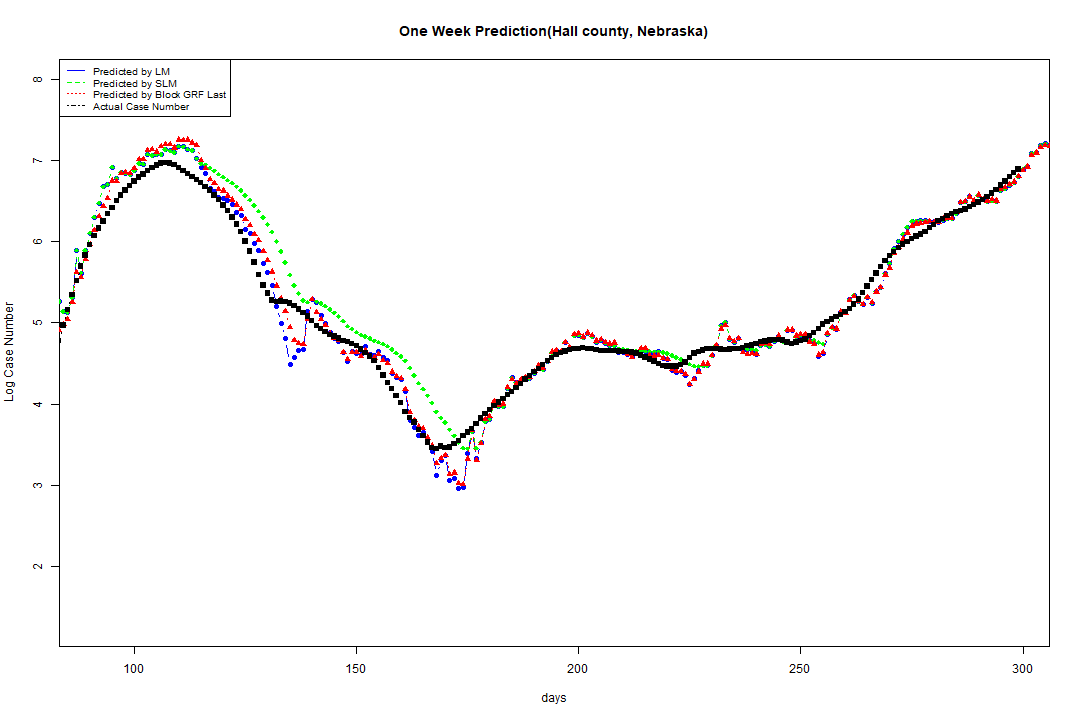 One Week Prediction(Hall county, Nebraska)
Predicted by LM
Predicted by SLM
Predicted by Block GRF Last
Actual Case Number
8
7
6
5
4
3
2
Log Case Number
100 150 200 250 300
days